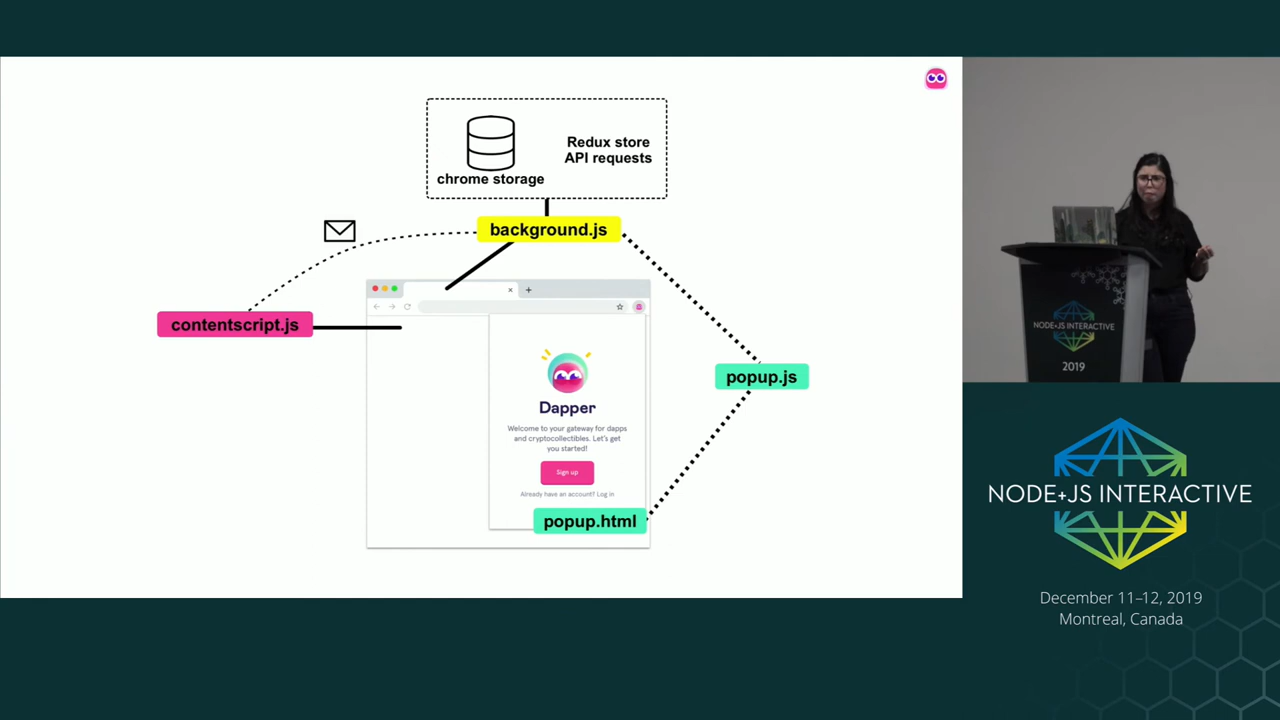 chrome storage
Redux store
API requests
background.js
contentscript.js
popup.js
Dapper
Welcome to your gateway for dapps
and cryptocollectibles. Let's get
you started!
Sign up
Already have an account? Log in
popup.html
NODE+JS INTERACTIVE
2019
NODE+JS INTERACTIVE
December 11–12, 2019
Montreal, Canada